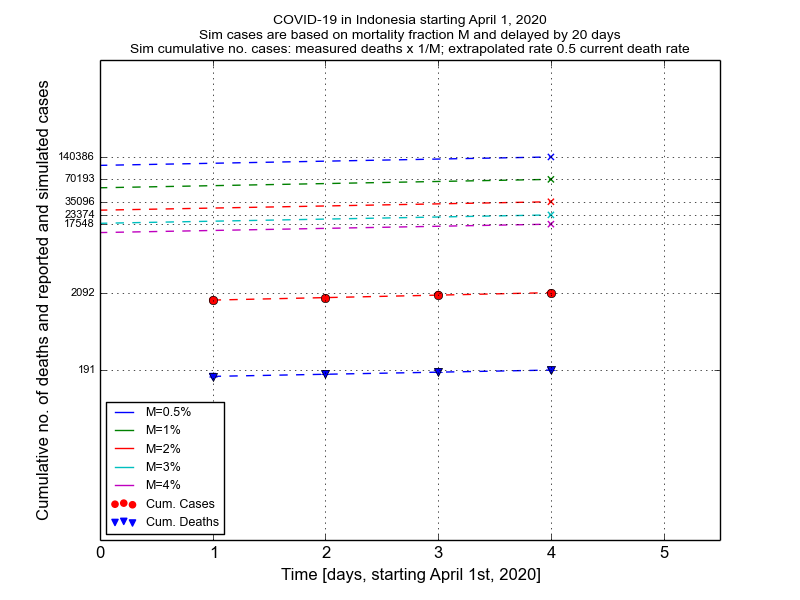 COVID-19 in Indonesia starting April 1, 2020
Sim cases are based on mortality fraction M and delayed by 20 days
Sim cumulative no. cases: measured deaths x 1/M; extrapolated rate 0.5 current death rate
Cumulative no. of deaths and reported and simulated cases
140386
70193
35096
23374
17548
2092
191
M=0.5%
M=1%
M=2%
M=3%
M=4%
Cum. Cases
Cum. Deaths
0 1 2 3 4 5
Time [days, starting April 1st, 2020]